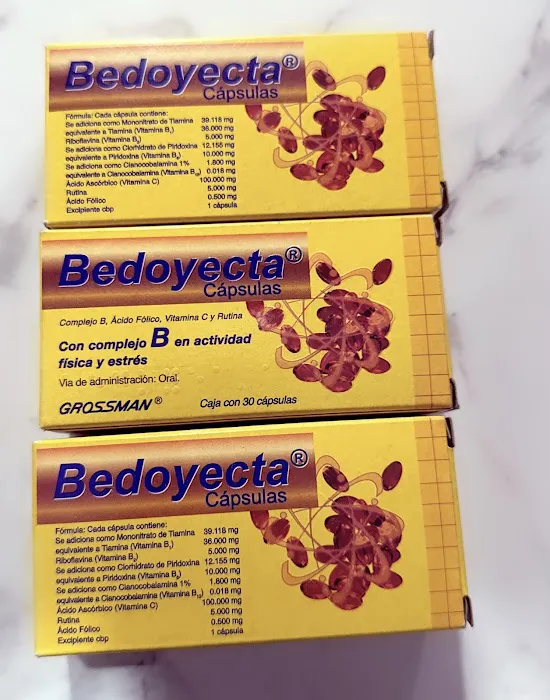 Bedoyecta®
Cápsulas
Fórmula: Cada cápsula contiene:
Se adiciona como Mononitrato de Tiamina 39.118 mg
equivalente a Tiamina (Vitamina B1) 36.000 mg
Riboflavina (Vitamina B2) 5.000 mg
Se adiciona como Clorhidrato de Piridoxina 12.155 mg
equivalente a Piridoxina (Vitamina B6) 10.000 mg
Se adiciona como Cianocobalamina 1% 1.800 mg
equivalente a Cianocobalamina (Vitamina B12) 0.018 mg
Ácido Ascórbico (Vitamina C) 100.000 mg
Rutina 5.000 mg
Ácido Fólico 0.500 mg
Excipiente cbp 1 cápsula
Bedoyecta®
Cápsulas
Complejo B, Ácido Fólico, Vitamina C y Rutina
Con complejo B en actividad
física y estrés
Vía de administración: Oral.
GROSSMAN® Caja con 30 cápsulas
Bedoyecta®
Cápsulas
Fórmula: Cada cápsula contiene:
Se adiciona como Mononitrato de Tiamina 39.118 mg
equivalente a Tiamina (Vitamina B1) 36.000 mg
Riboflavina (Vitamina B2) 5.000 mg
Se adiciona como Clorhidrato de Piridoxina 12.155 mg
equivalente a Piridoxina (Vitamina B6) 10.000 mg
Se adiciona como Cianocobalamina 1% 1.800 mg
equivalente a Cianocobalamina (Vitamina B12) 0.018 mg
Ácido Ascórbico (Vitamina C) 100.000 mg
Rutina 5.000 mg
Ácido Fólico 0.500 mg
Excipiente cbp 1 cápsula